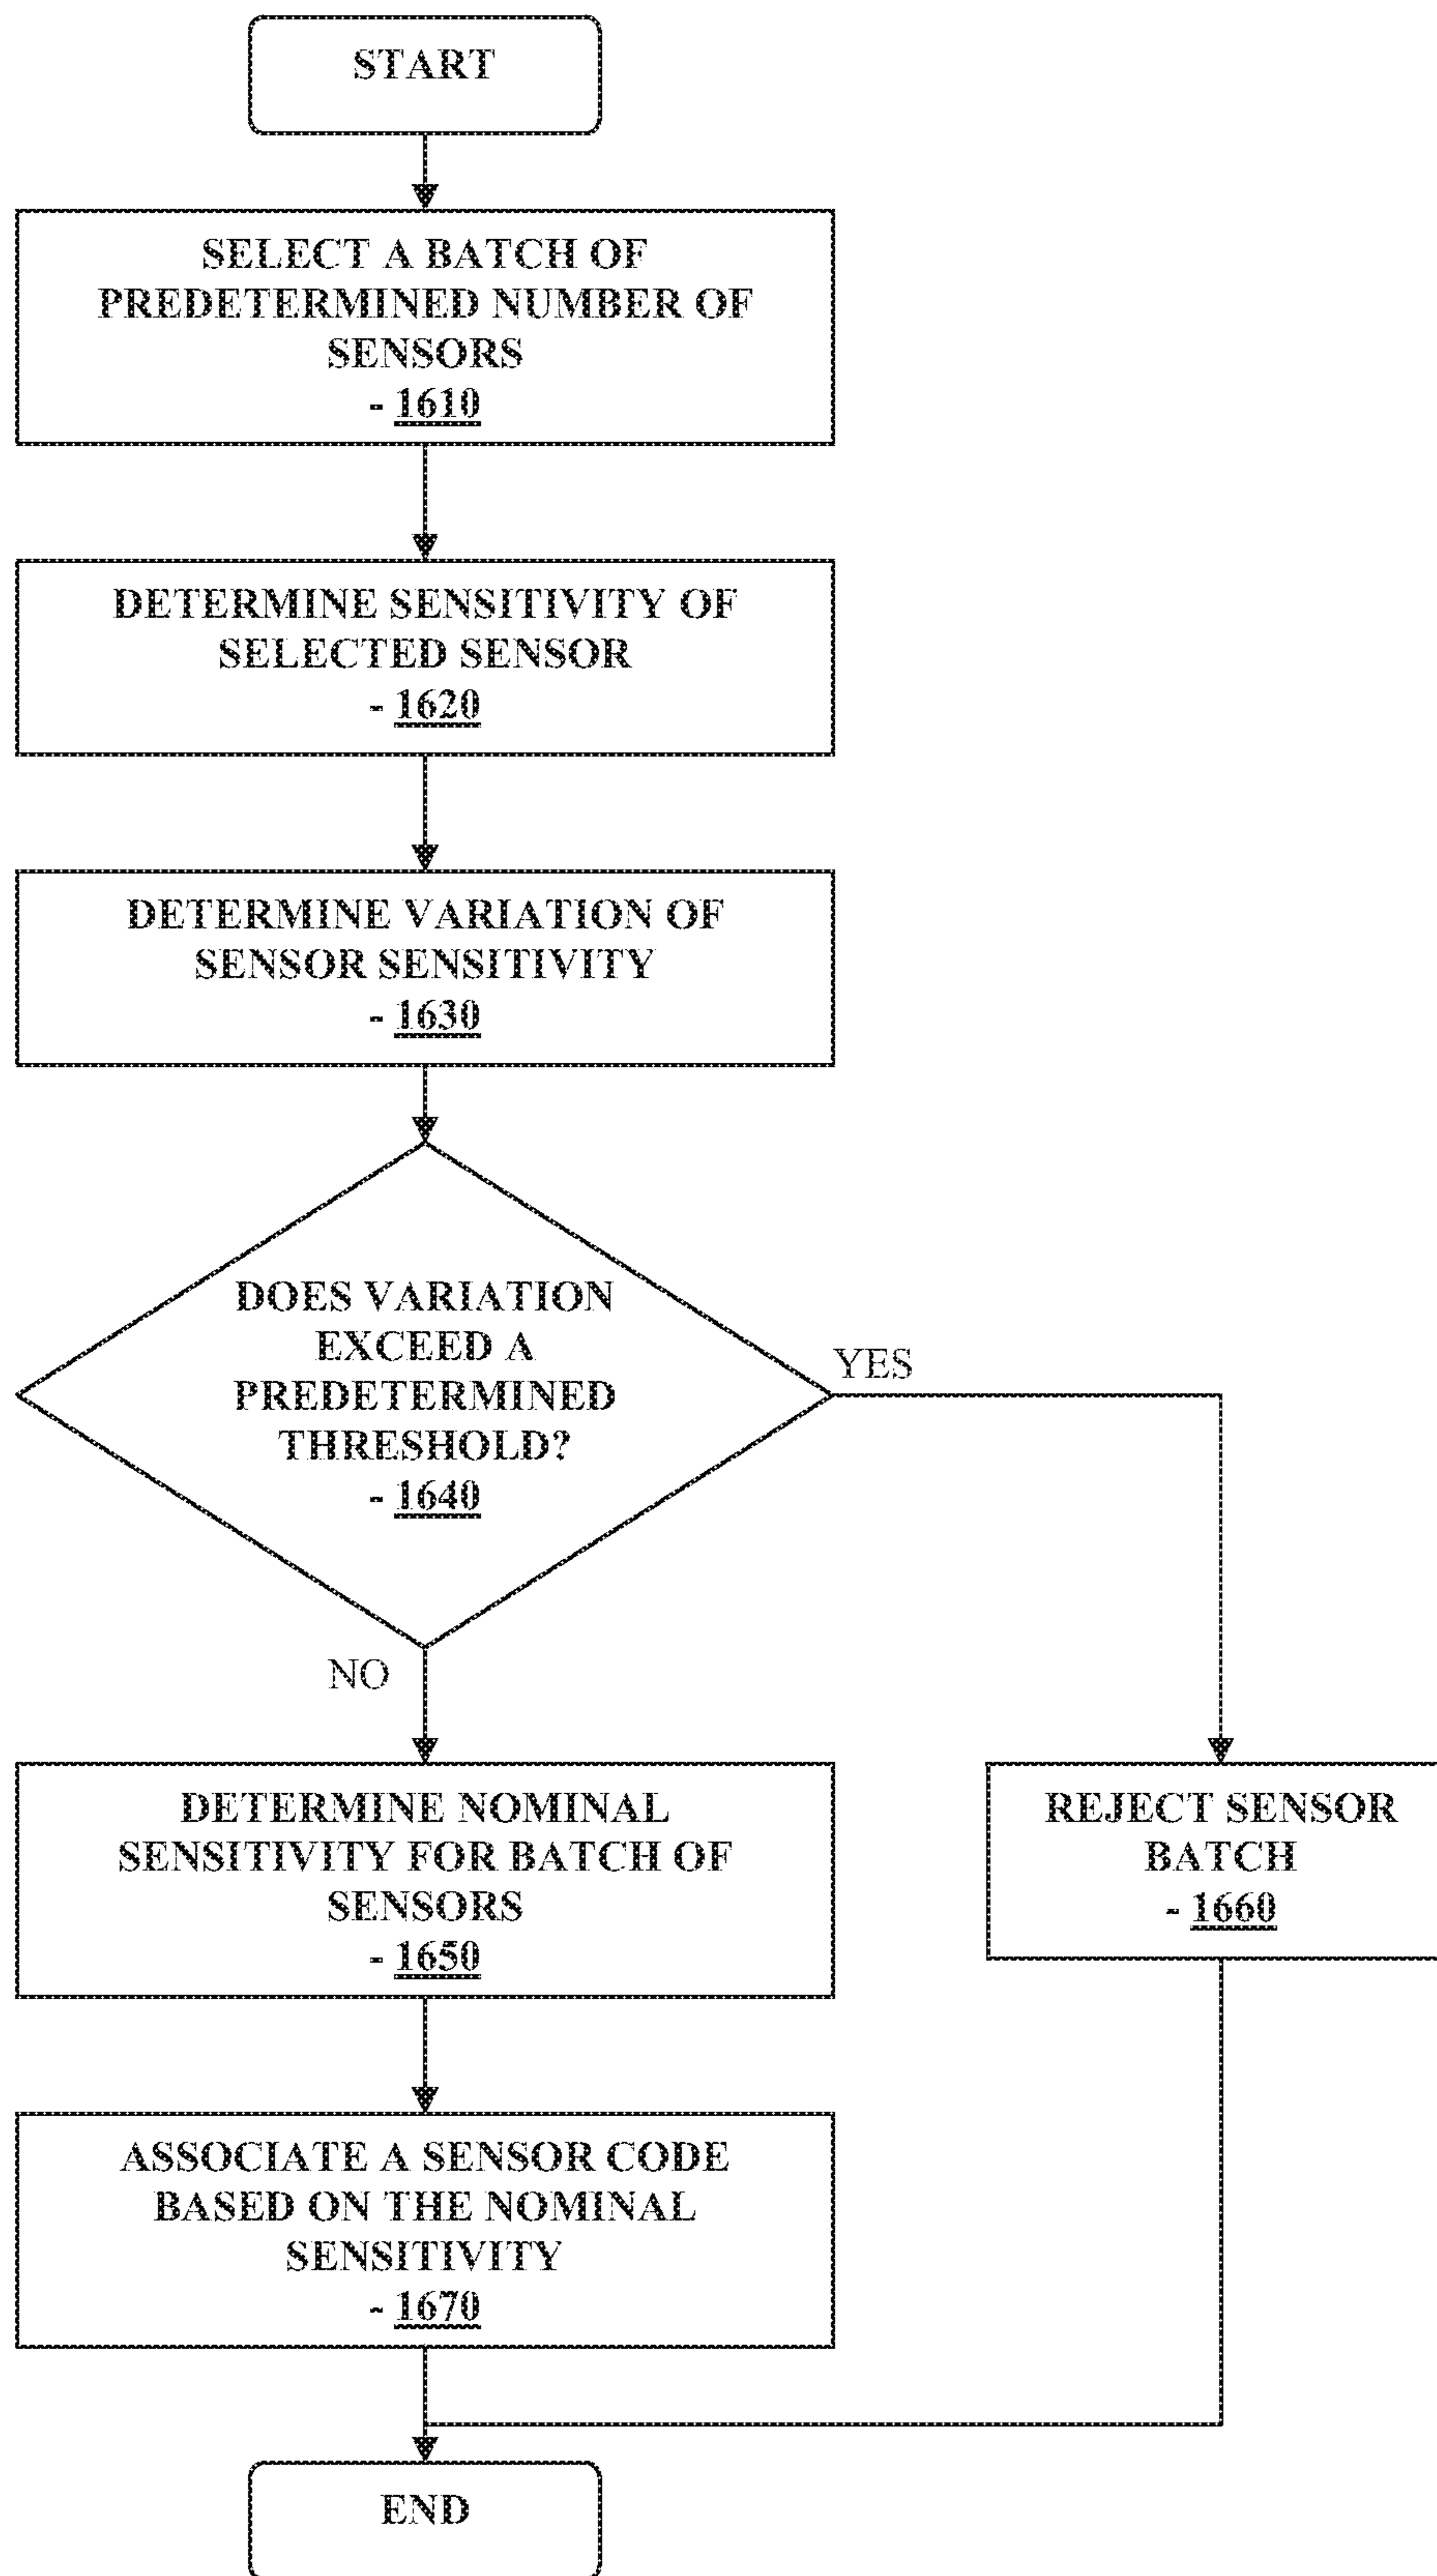 START
SELECT A BATCH OF
PREDETERMINED NUMBER OF
SENSORS
- 1610
DETERMINE SENSITIVITY OF
SELECTED SENSOR
- 1620
DETERMINE VARIATION OF
SENSOR SENSITIVITY
- 1630
DOES VARIATION
EXCEED A
PREDETERMINED
THRESHOLD?
- 1640
YES
NO
DETERMINE NOMINAL
SENSITIVITY FOR BATCH OF
SENSORS
- 1650
REJECT SENSOR
BATCH
- 1660
ASSOCIATE A SENSOR CODE
BASED ON THE NOMINAL
SENSITIVITY
- 1670
END